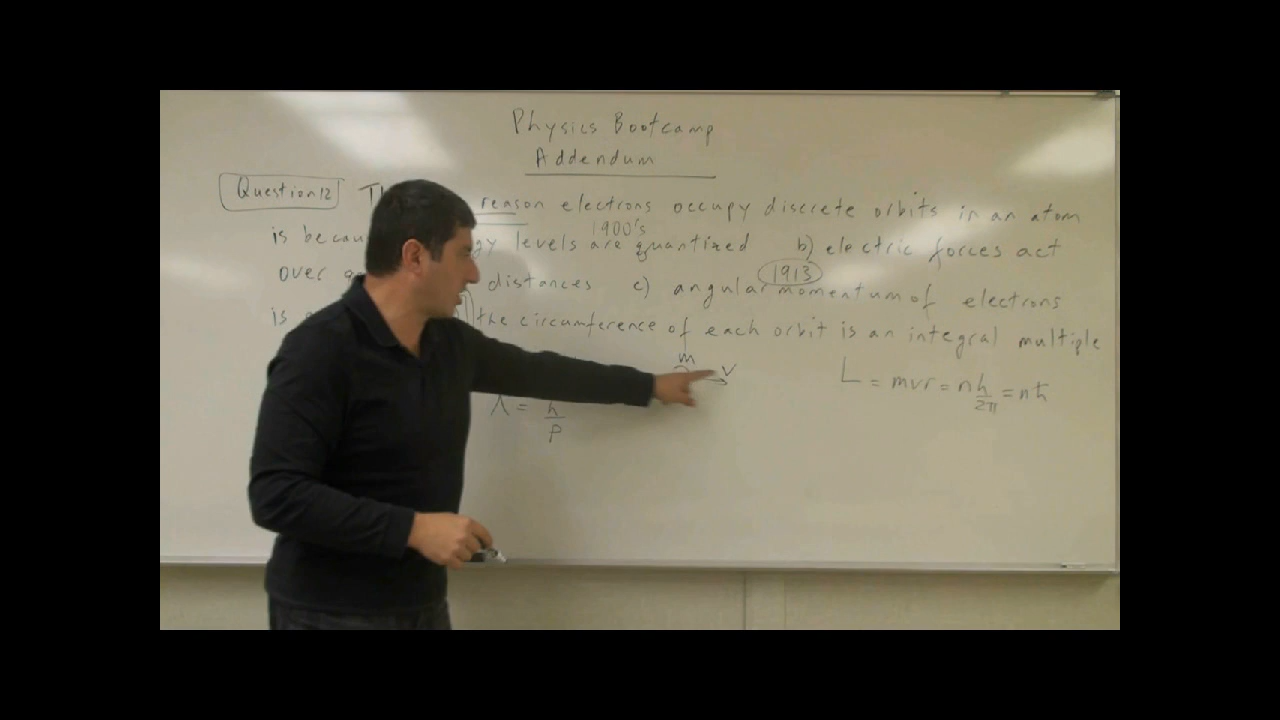 Physics Bootcamp
Addendum
Question 12 reason electrons occupy discrete orbits in an atom
1900's
is levels are quantized b) electric forces act
1913
over distances c) angular momentum of electrons
is the circumference of each orbit is an integral multiple
m v
L = mvr = nh/2π = nħ
λ = h/p